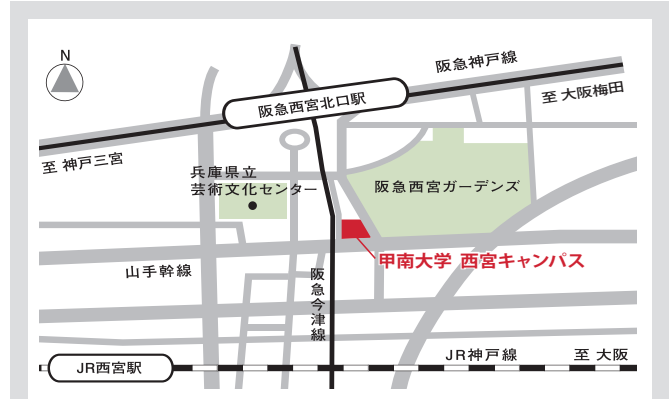 N
阪急神戸線
至 大阪梅田
阪急西宮北口駅
至 神戸三宮
兵庫県立
芸術文化センター
阪急西宮ガーデンズ
甲南大学 西宮キャンパス
山手幹線
阪急今津線
JR神戸線
至 大阪
JR西宮駅